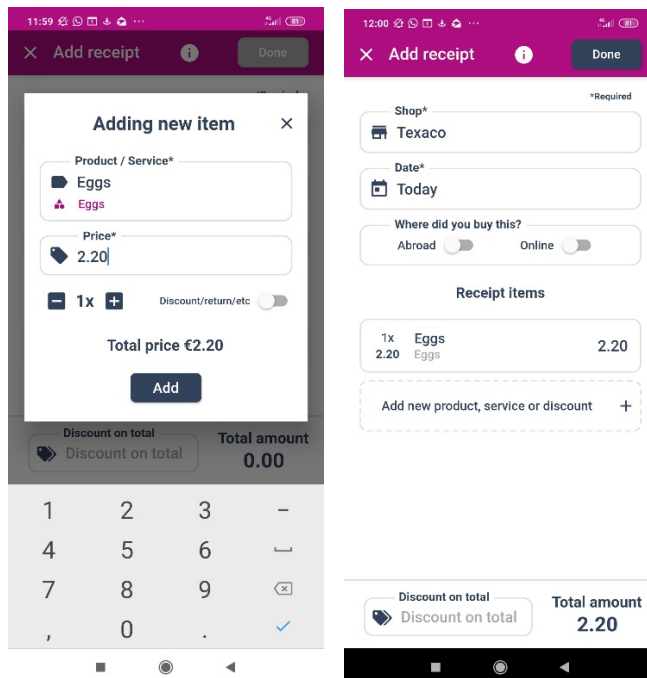 11:59
Add receipt
Done
Adding new item
Product / Service*
Eggs
Eggs
Price*
2.20
1x
Discount/return/etc
Total price €2.20
Add
Discount on total
Discount on total
Total amount
0.00
1 2 3 –
4 5 6
7 8 9
, 0 .
12:00
Add receipt
Done
*Required
Shop*
Texaco
Date*
Today
Where did you buy this?
Abroad
Online
Receipt items
1x Eggs
2.20 Eggs
2.20
Add new product, service or discount +
Discount on total
Discount on total
Total amount
2.20